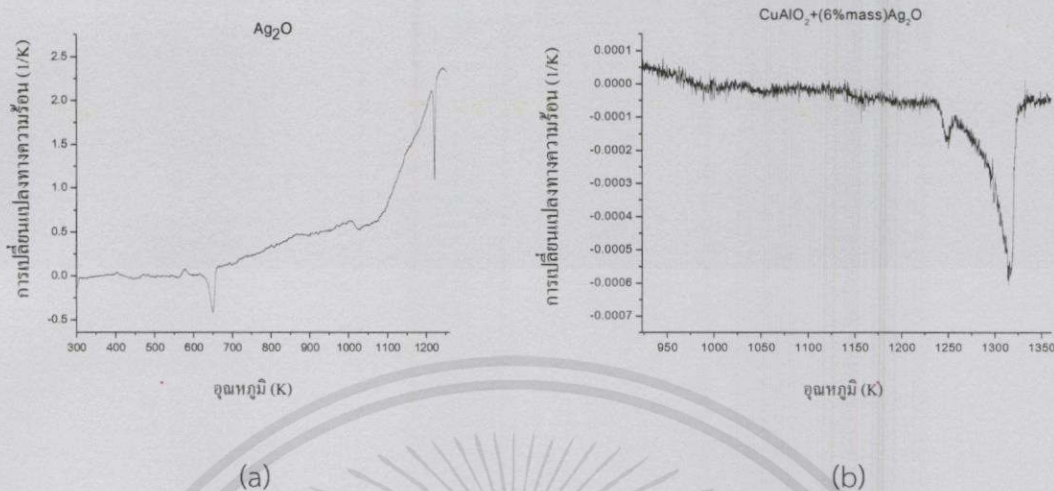 Ag₂O
การเปลี่ยนแปลงทางความร้อน (1/K)
2.5
2.0
1.5
1.0
0.5
0.0
-0.5
300 400 500 600 700 800 900 1000 1100 1200
อุณหภูมิ (K)
(a)
CuAlO₂+(6%mass)Ag₂O
การเปลี่ยนแปลงทางความร้อน (1/K)
0.0001
0.0000
-0.0001
-0.0002
-0.0003
-0.0004
-0.0005
-0.0006
-0.0007
950 1000 1050 1100 1150 1200 1250 1300 1350
อุณหภูมิ (K)
(b)